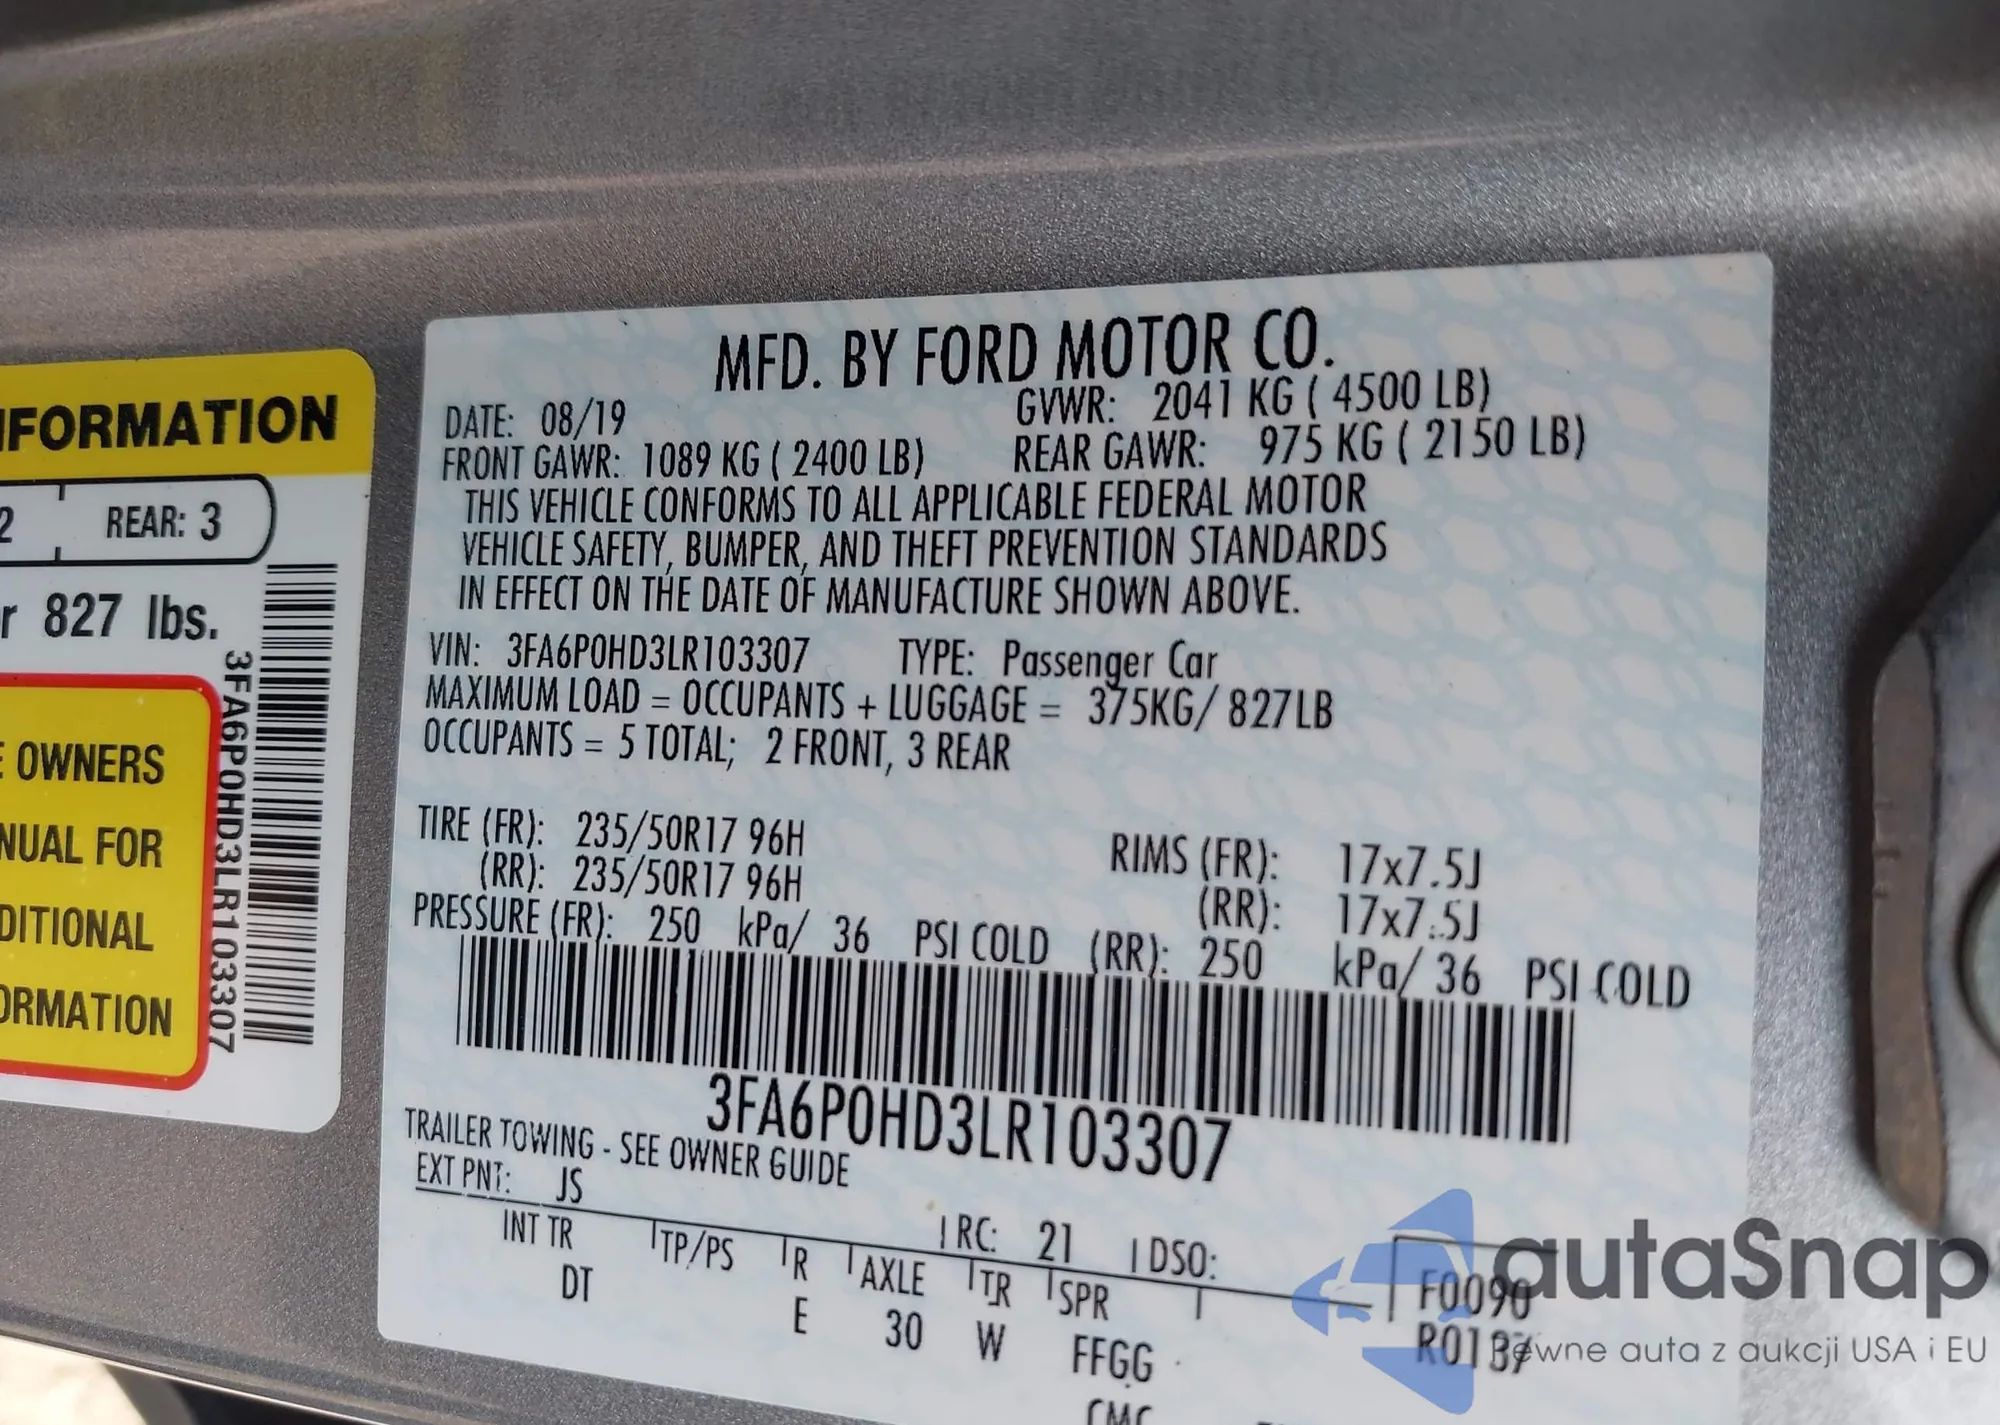 NFORMATION
2 REAR: 3
r 827 lbs.
3FA6P0HD3LR103307
E OWNERS
NUAL FOR
DITIONAL
ORMATION
MFD. BY FORD MOTOR CO.
DATE: 08/19 GVWR: 2041 KG ( 4500 LB)
FRONT GAWR: 1089 KG ( 2400 LB) REAR GAWR: 975 KG ( 2150 LB)
THIS VEHICLE CONFORMS TO ALL APPLICABLE FEDERAL MOTOR
VEHICLE SAFETY, BUMPER, AND THEFT PREVENTION STANDARDS
IN EFFECT ON THE DATE OF MANUFACTURE SHOWN ABOVE.
VIN: 3FA6P0HD3LR103307 TYPE: Passenger Car
MAXIMUM LOAD = OCCUPANTS + LUGGAGE = 375KG/ 827LB
OCCUPANTS = 5 TOTAL; 2 FRONT, 3 REAR
TIRE (FR): 235/50R17 96H RIMS (FR): 17x7.5J
(RR): 235/50R17 96H (RR): 17x7.5J
PRESSURE (FR): 250 kPa/ 36 PSI COLD (RR): 250 kPa/ 36 PSI COLD
3FA6P0HD3LR103307
TRAILER TOWING - SEE OWNER GUIDE
EXT PNT: JS RC: 21 DSO:
INT TR TP/PS R AXLE TR SPR F0090
DT E 30 W FFGG R0137
autaSnap
Pewne auta z aukcji USA i EU